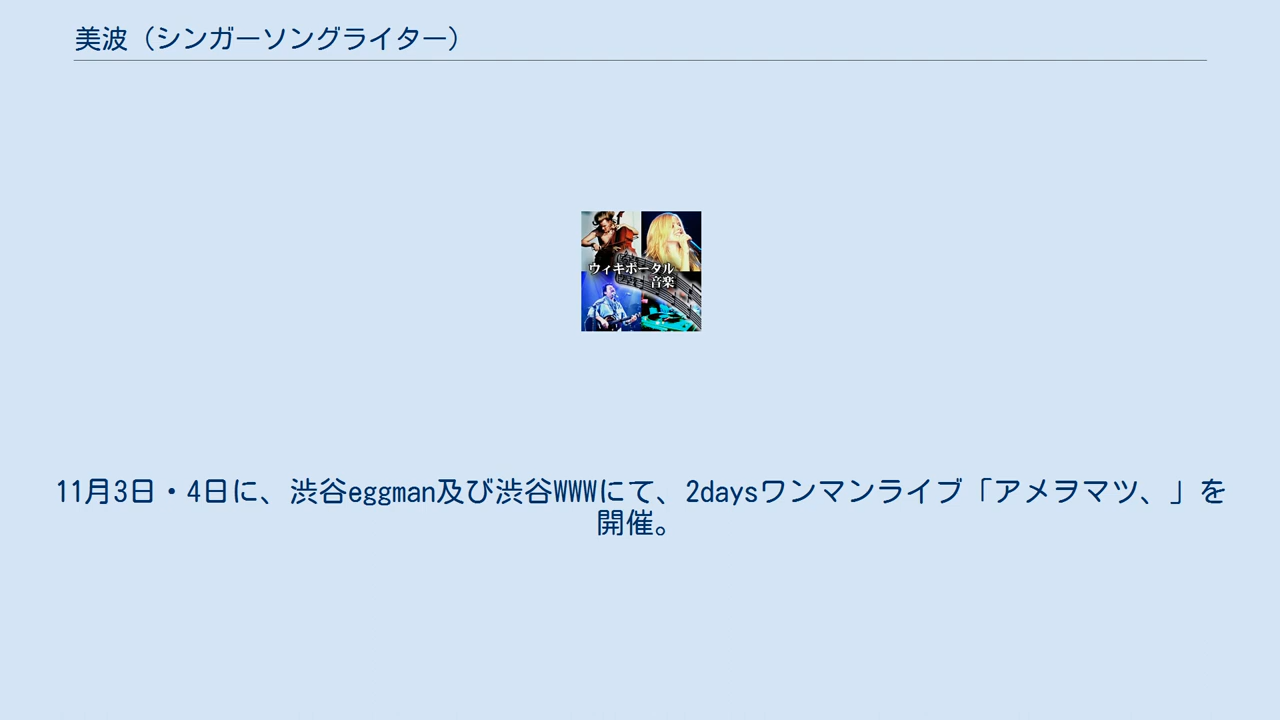 美波（シンガーソングライター）
ウィキポータル
音楽
11月3日・4日に、渋谷eggman及び渋谷WWWにて、2daysワンマンライブ「アメヲマツ、」を
開催。